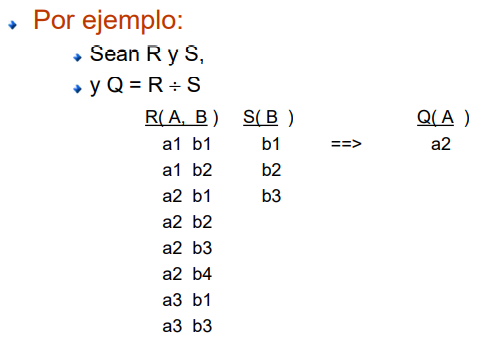 Por ejemplo:
Sean R y S,
y Q = R ÷ S
R( A, B ) S( B ) Q( A )
a1 b1 b1 ==> a2
a1 b2 b2
a2 b1 b3
a2 b2
a2 b3
a2 b4
a3 b1
a3 b3